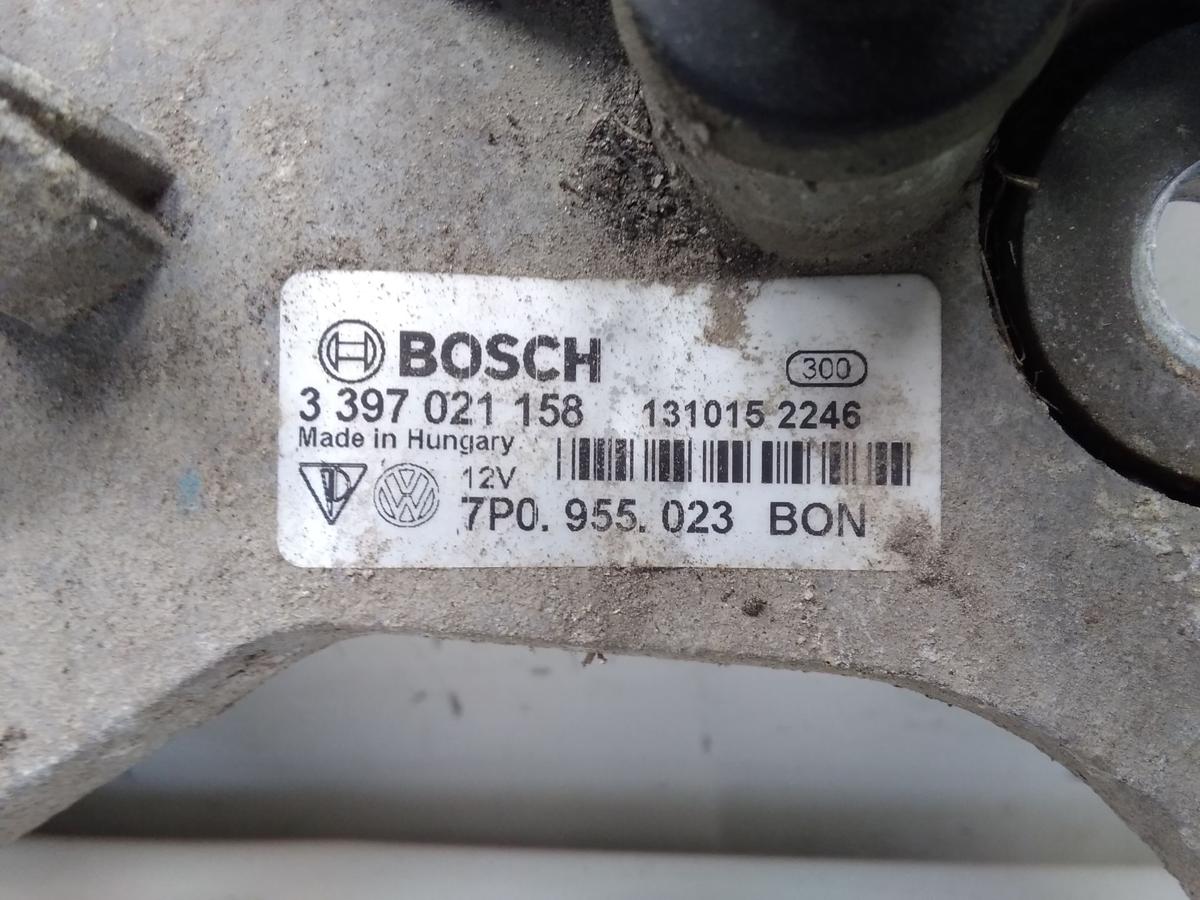 BOSCH 300
3 397 021 158 131015 2246
Made in Hungary
12V
7P0. 955. 023 BON